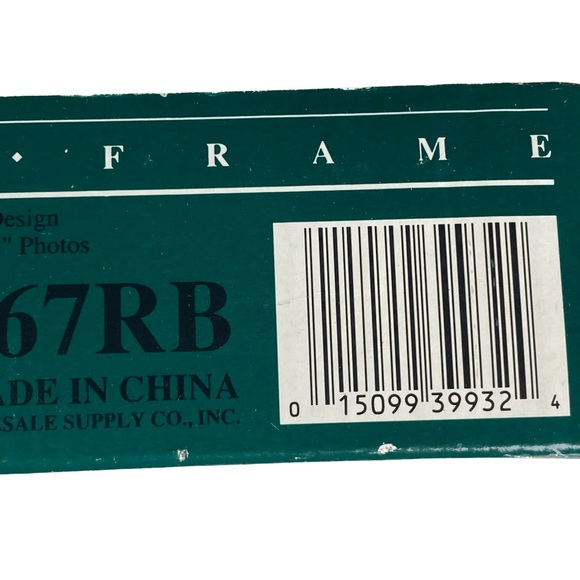 • F R A M E
Design
" Photos
67RB
ADE IN CHINA
SALE SUPPLY CO., INC.
0 15099 39932 4